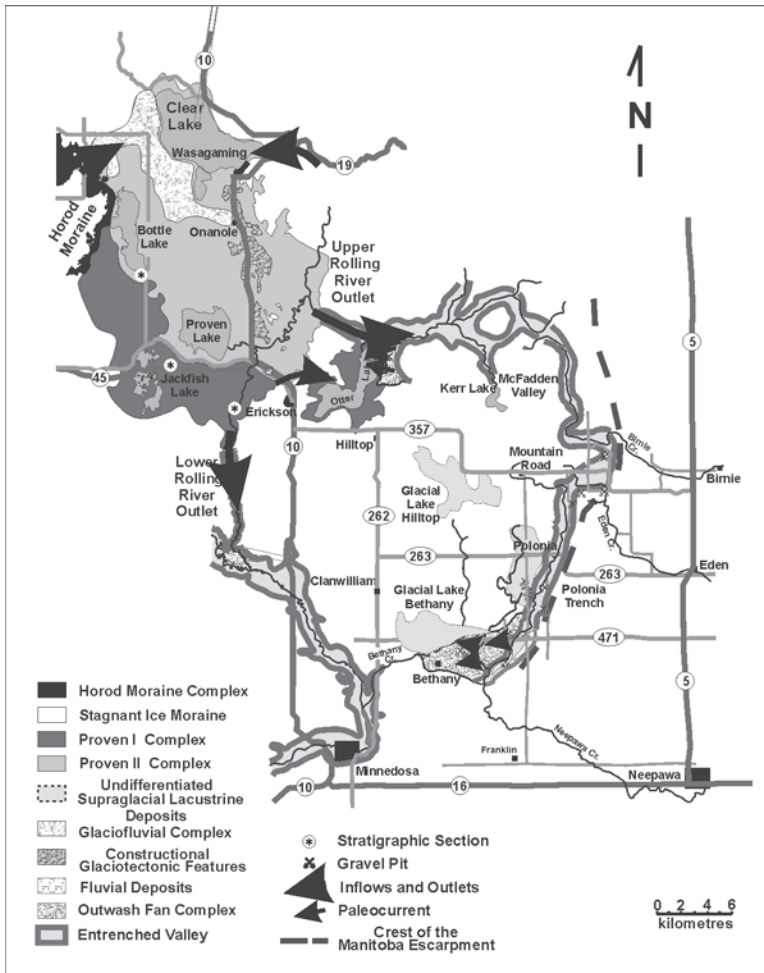 10
Clear
Lake
Wasagaming
19
N
Horod
Moraine
Bottle
Lake
Onanole
Upper
Rolling
River
Outlet
5
Proven
Lake
45
Jackfish
Lake
Otter
Kerr Lake
McFadden
Valley
Erickson
10
Hilltop
357
Mountain
Road
Birnie
Cr.
Birnie
Lower
Rolling
River
Outlet
Glacial
Lake
Hilltop
262
Eden Cr.
263
Polonia
263
Eden
Clanwilliam
Glacial Lake
Bethany
Polonia
Trench
471
Bethany
Cr.
Bethany
5
Neepawa Cr.
Franklin
Neepawa
Minnedosa
10
16
Horod Moraine Complex
Stagnant Ice Moraine
Proven I Complex
Proven II Complex
Undifferentiated
Supraglacial Lacustrine
Deposits
Glaciofluvial Complex
Constructional
Glaciotectonic Features
Fluvial Deposits
Outwash Fan Complex
Entrenched Valley
Stratigraphic Section
Gravel Pit
Inflows and Outlets
Paleocurrent
Crest of the
Manitoba Escarpment
0 2 4 6
kilometres